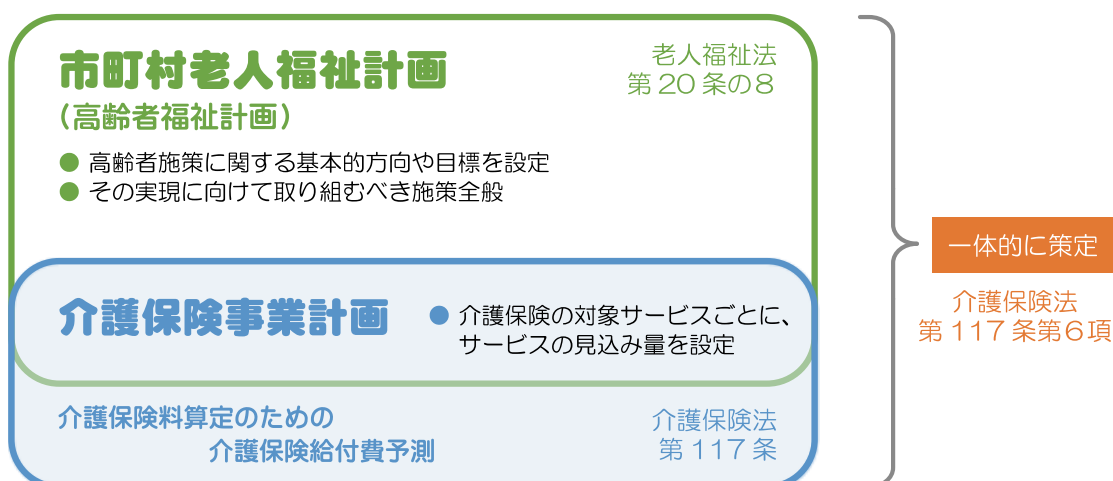 市町村老人福祉計画
(高齢者福祉計画)
老人福祉法
第20条の8
● 高齢者施策に関する基本的方向や目標を設定
● その実現に向けて取り組むべき施策全般
介護保険事業計画
● 介護保険の対象サービスごとに、
サービスの見込み量を設定
介護保険料算定のための
介護保険給付費予測
介護保険法
第117条
一体的に策定
介護保険法
第117条第6項